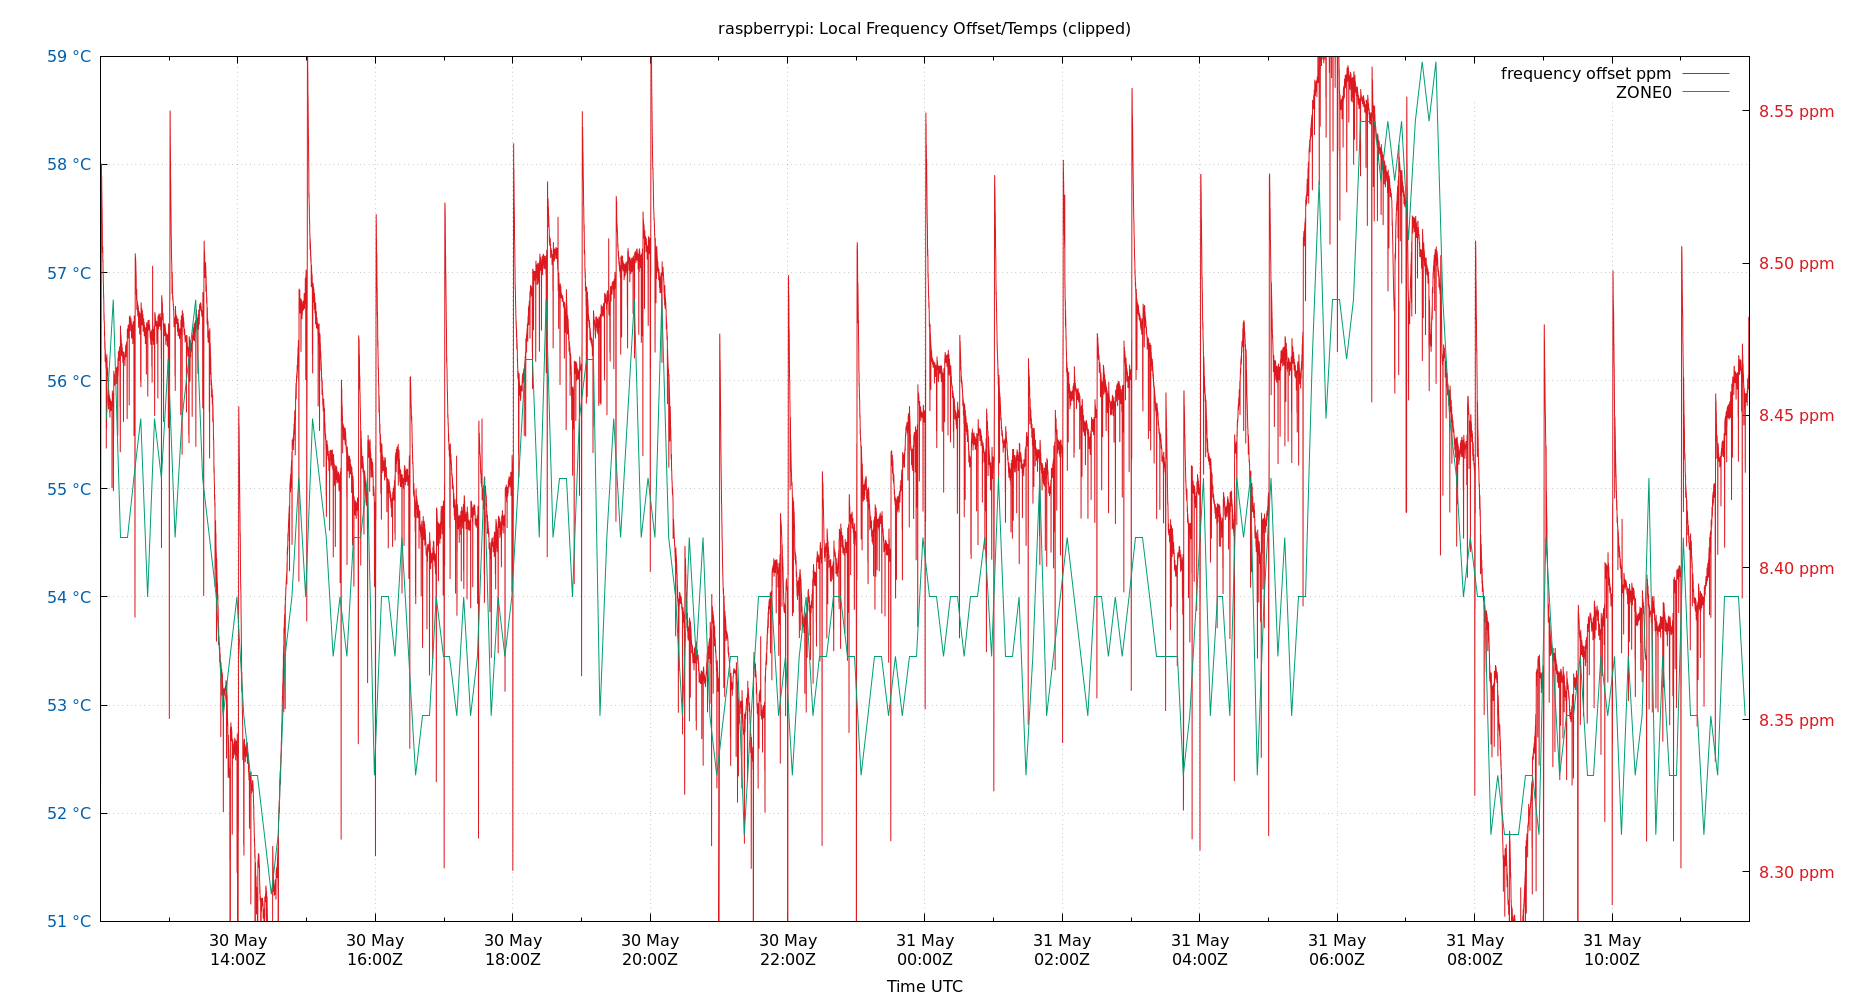 raspberrypi: Local Frequency Offset/Temps (clipped)
frequency offset ppm
ZONE0
59 °C
58 °C
57 °C
56 °C
55 °C
54 °C
53 °C
52 °C
51 °C
8.55 ppm
8.50 ppm
8.45 ppm
8.40 ppm
8.35 ppm
8.30 ppm
30 May
14:00Z
30 May
16:00Z
30 May
18:00Z
30 May
20:00Z
30 May
22:00Z
31 May
00:00Z
31 May
02:00Z
31 May
04:00Z
31 May
06:00Z
31 May
08:00Z
31 May
10:00Z
Time UTC